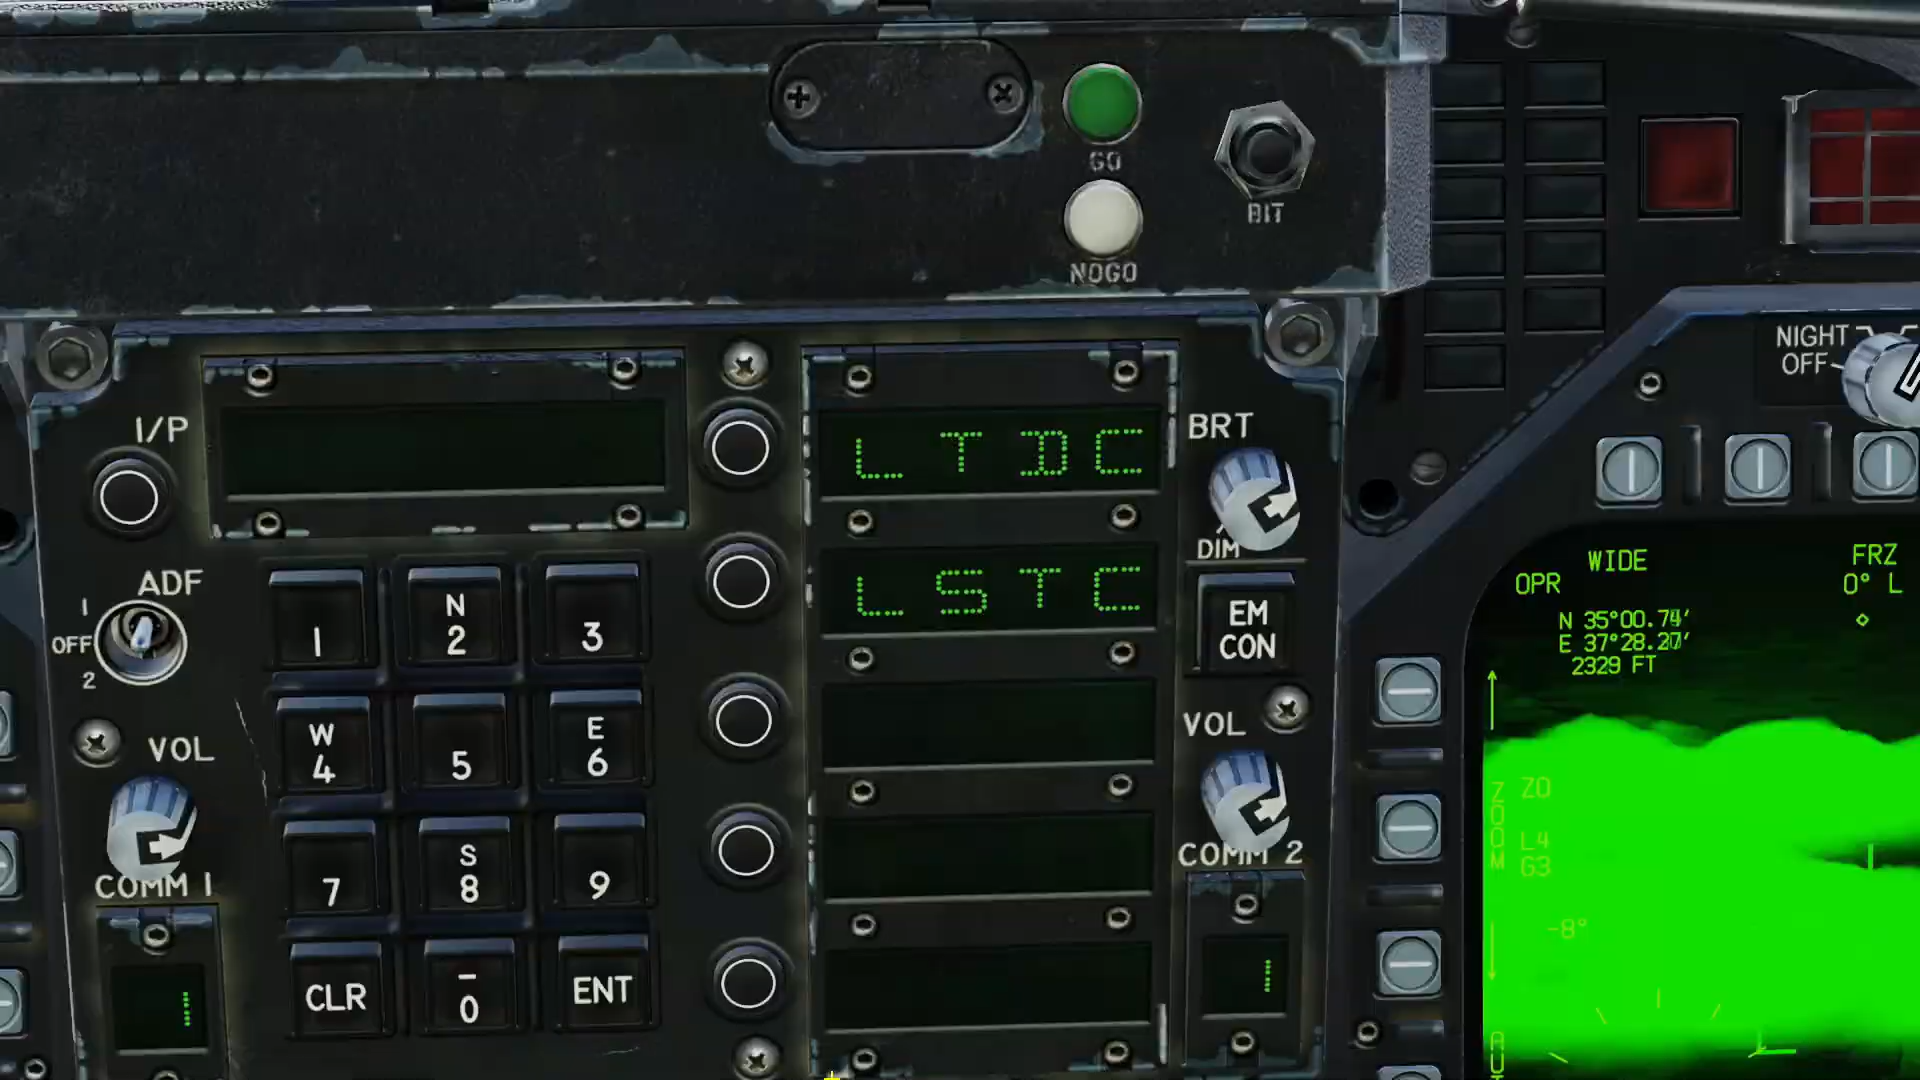 GO
BIT
NOGO
NIGHT
OFF
I/P
LTDC
BRT
DIM
ADF
1
OFF
2
1
N
2
3
LSTC
EM
CON
WIDE
FRZ
OPR
0° L
N 35°00.74'
E 37°28.20'
2329 FT
VOL
W
4
5
E
6
VOL
ZOOM
Z0
L4
G3
COMM 1
7
S
8
9
COMM 2
-8°
CLR
–
0
ENT
1
1